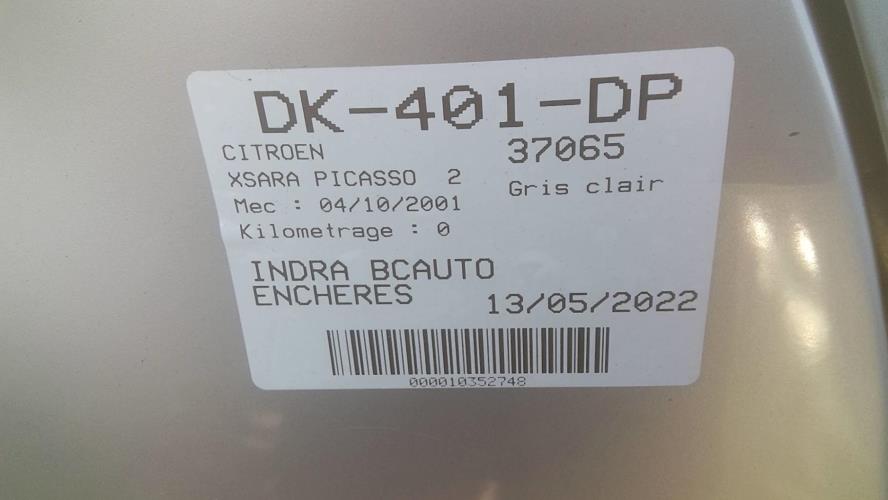 DK-401-DP
CITROEN 37065
XSARA PICASSO 2 Gris clair
Mec : 04/10/2001
Kilometrage : 0
INDRA BCAUTO
ENCHERES 13/05/2022
000010352748